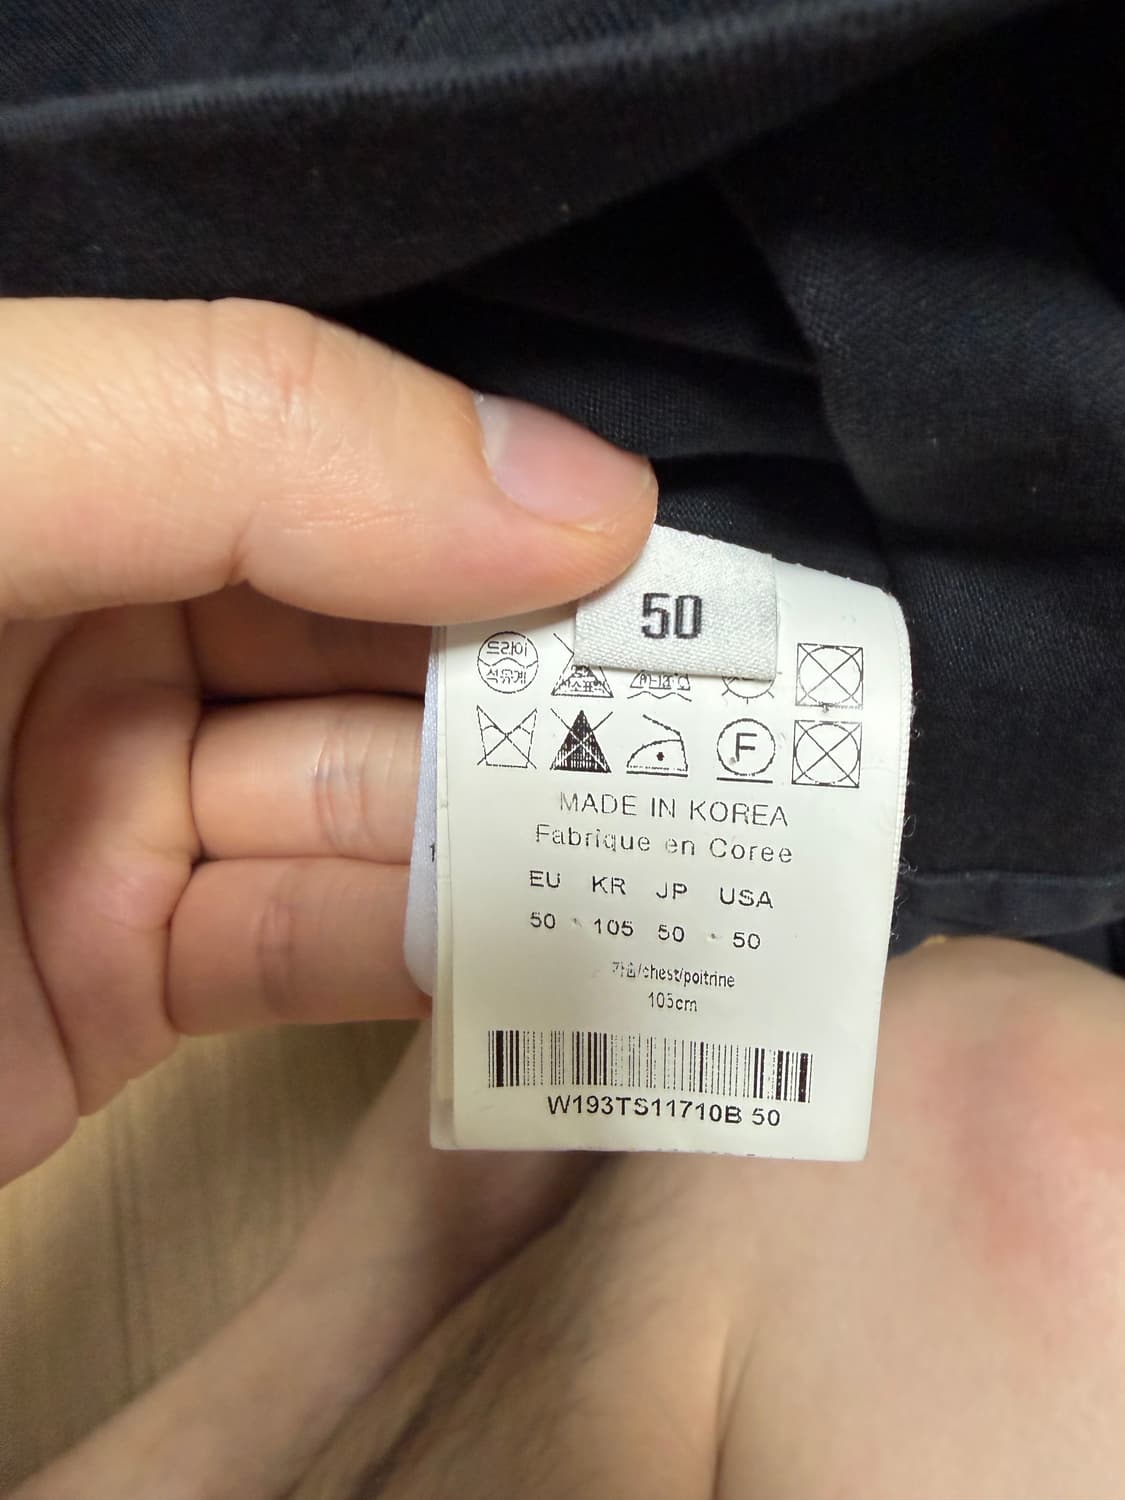 50
드라이
석유계
F
MADE IN KOREA
Fabrique en Coree
EU KR JP USA
50 105 50 50
가슴/chest/poitrine
105cm
W193TS11710B 50